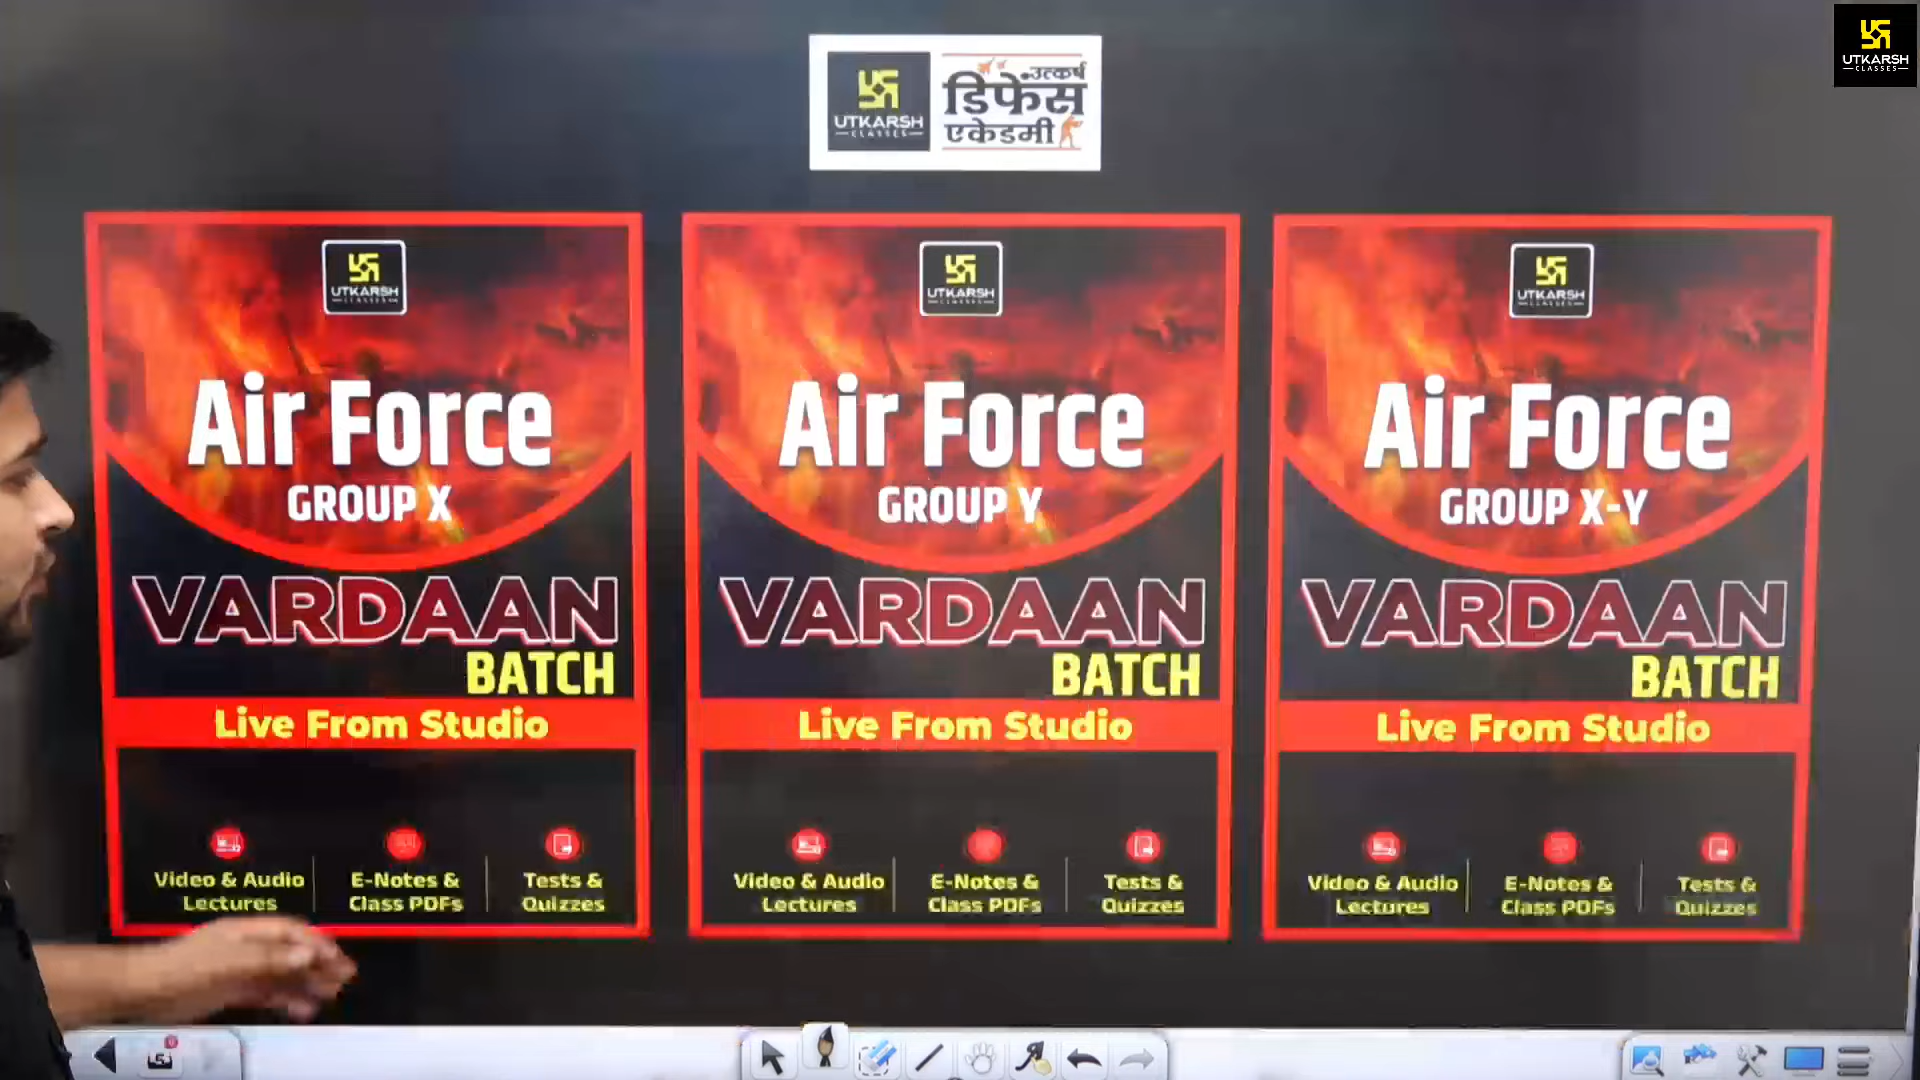 UTKARSH
CLASSES
UTKARSH
CLASSES
उत्कर्ष
डिफेंस
एकेडमी
UTKARSH
CLASSES
Air Force
GROUP X
VARDAAN
BATCH
Live From Studio
Video & Audio
Lectures
E-Notes &
Class PDFs
Tests &
Quizzes
UTKARSH
CLASSES
Air Force
GROUP Y
VARDAAN
BATCH
Live From Studio
Video & Audio
Lectures
E-Notes &
Class PDFs
Tests &
Quizzes
UTKARSH
CLASSES
Air Force
GROUP X-Y
VARDAAN
BATCH
Live From Studio
Video & Audio
Lectures
E-Notes &
Class PDFs
Tests &
Quizzes